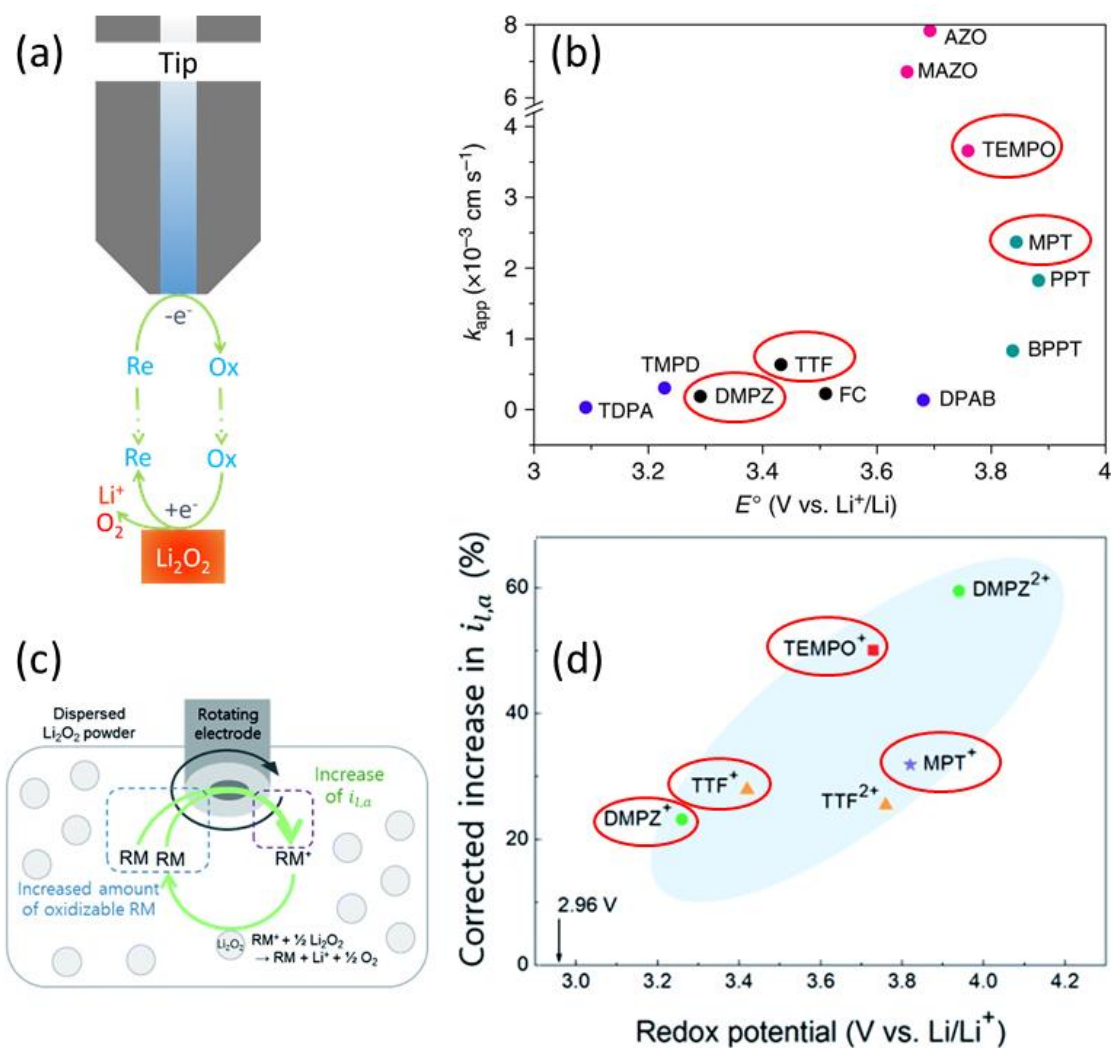 (a)
Tip
-e⁻
Re Ox
Re Ox
Li⁺
O₂
+e⁻
Li₂O₂
(b)
8
6
4
3
2
1
0
k_app (×10⁻³ cm s⁻¹)
AZO
MAZO
TEMPO
MPT
PPT
BPPT
TMPD
TTF
TDPA
DMPZ
FC
DPAB
3 3.2 3.4 3.6 3.8 4
E° (V vs. Li⁺/Li)
(c)
Dispersed
Li₂O₂ powder
Rotating
electrode
Increase
of i_l,a
RM RM
RM⁺
Increased amount
of oxidizable RM
Li₂O₂
RM⁺ + ½ Li₂O₂
→ RM + Li⁺ + ½ O₂
(d)
Corrected increase in i_l,a (%)
60
40
20
0
DMPZ²⁺
TEMPO⁺
TTF⁺
MPT⁺
TTF²⁺
DMPZ⁺
2.96 V
3.0 3.2 3.4 3.6 3.8 4.0 4.2
Redox potential (V vs. Li/Li⁺)